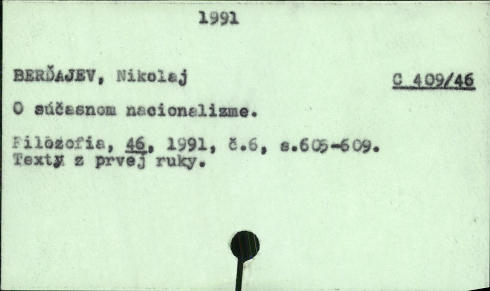 1991
BERĎAJEV, Nikolaj C 409/46
O súčasnom nacionalizme.
Filozofia, 46, 1991, č.6, s.605-609.
Texty z prvej ruky.